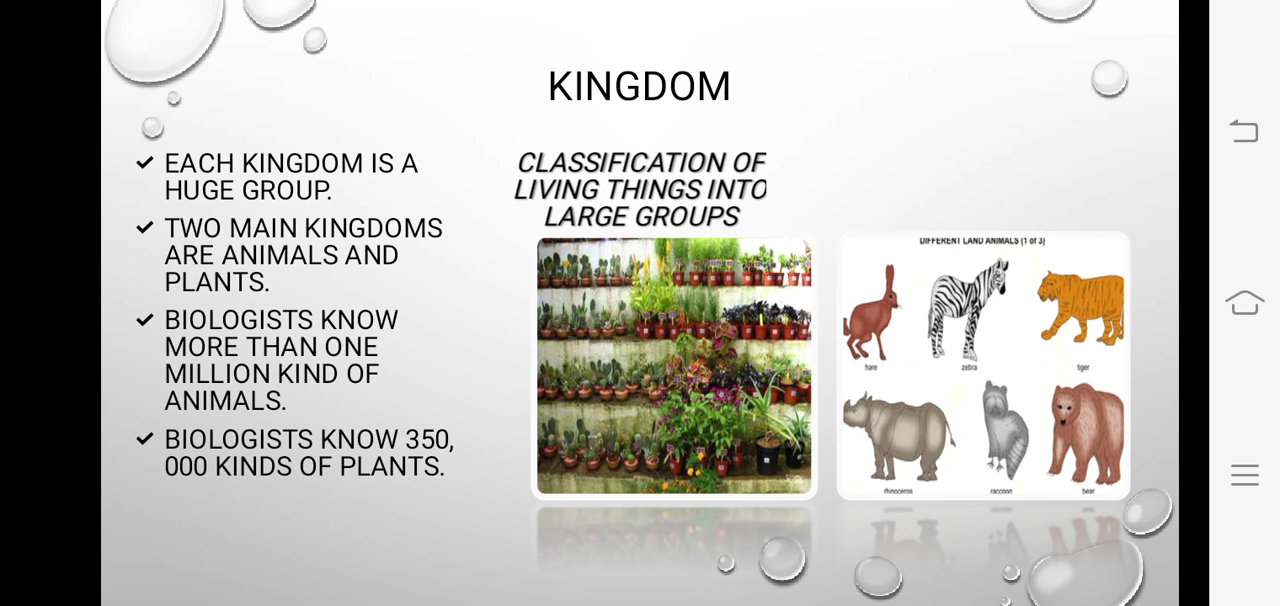 KINGDOM
EACH KINGDOM IS A
HUGE GROUP.
TWO MAIN KINGDOMS
ARE ANIMALS AND
PLANTS.
BIOLOGISTS KNOW
MORE THAN ONE
MILLION KIND OF
ANIMALS.
BIOLOGISTS KNOW 350,
000 KINDS OF PLANTS.
CLASSIFICATION OF
LIVING THINGS INTO
LARGE GROUPS
DIFFERENT LAND ANIMALS (1 of 3)
hare
zebra
tiger
rhinoceros
raccoon
bear